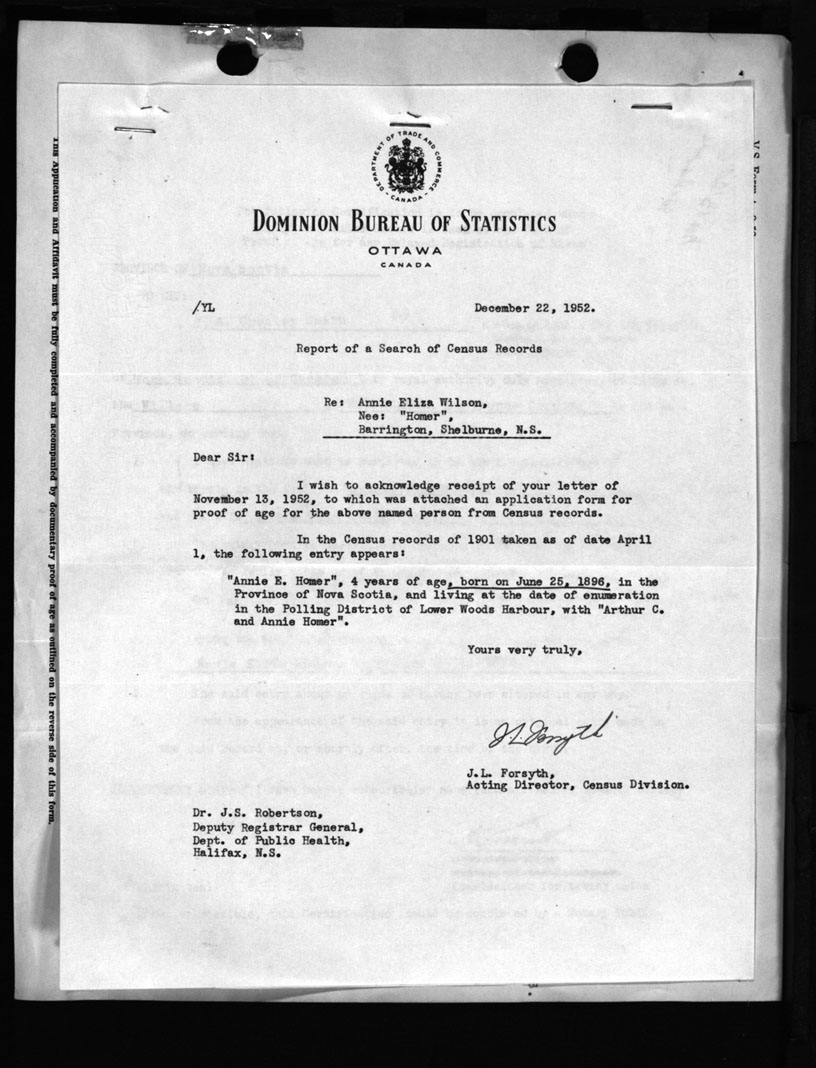 DEPARTMENT OF TRADE AND COMMERCE
CANADA
DOMINION BUREAU OF STATISTICS
OTTAWA
CANADA
/YL
December 22, 1952.
Report of a Search of Census Records
Re: Annie Eliza Wilson,
Nee: "Homer",
Barrington, Shelburne, N.S.
Dear Sir:
I wish to acknowledge receipt of your letter of
November 13, 1952, to which was attached an application form for
proof of age for the above named person from Census records.
In the Census records of 1901 taken as of date April
1, the following entry appears:
"Annie E. Homer", 4 years of age, born on June 25, 1896, in the
Province of Nova Scotia, and living at the date of enumeration
in the Polling District of Lower Woods Harbour, with "Arthur C.
and Annie Homer".
Yours very truly,
J L Forsyth
J.L. Forsyth,
Acting Director, Census Division.
Dr. J.S. Robertson,
Deputy Registrar General,
Dept. of Public Health,
Halifax, N.S.
This Application and Affidavit must be fully completed and accompanied by documentary proof of age as outlined on the reverse side of this form.